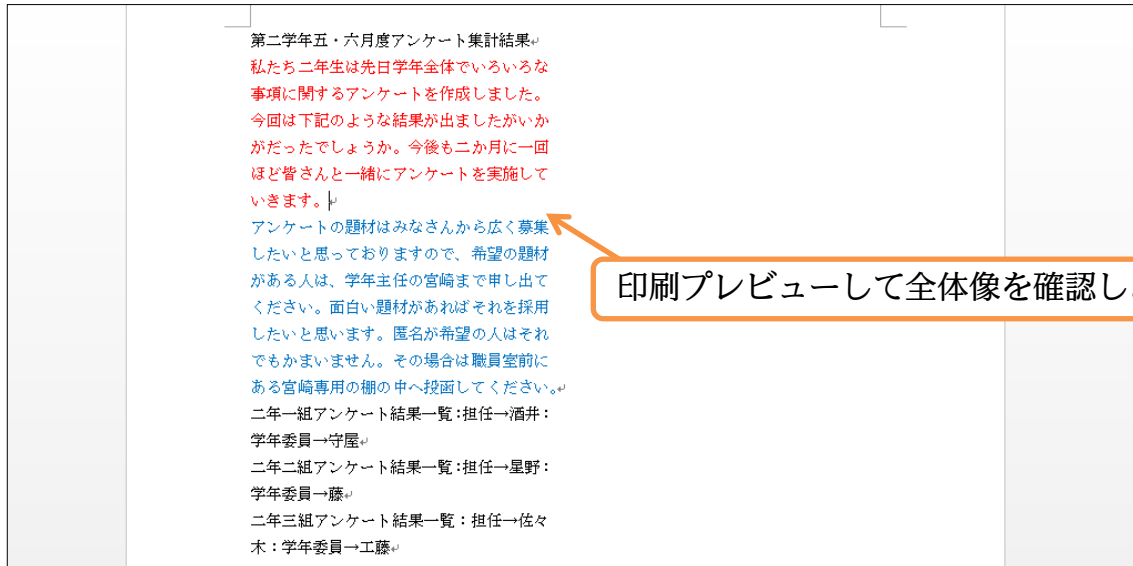 第二学年五・六月度アンケート集計結果
私たち二年生は先日学年全体でいろいろな
事項に関するアンケートを作成しました。
今回は下記のような結果が出ましたがいか
がだったでしょうか。今後も二か月に一回
ほど皆さんと一緒にアンケートを実施して
いきます。
アンケートの題材はみなさんから広く募集
したいと思っておりますので、希望の題材
がある人は、学年主任の宮崎まで申し出て
ください。面白い題材があればそれを採用
したいと思います。匿名が希望の人はそれ
でもかまいません。その場合は職員室前に
ある宮崎専用の棚の中へ投函してください。
印刷プレビューして全体像を確認し
二年一組アンケート結果一覧：担任→酒井：
学年委員→守屋
二年二組アンケート結果一覧：担任→星野：
学年委員→藤
二年三組アンケート結果一覧：担任→佐々
木：学年委員→工藤